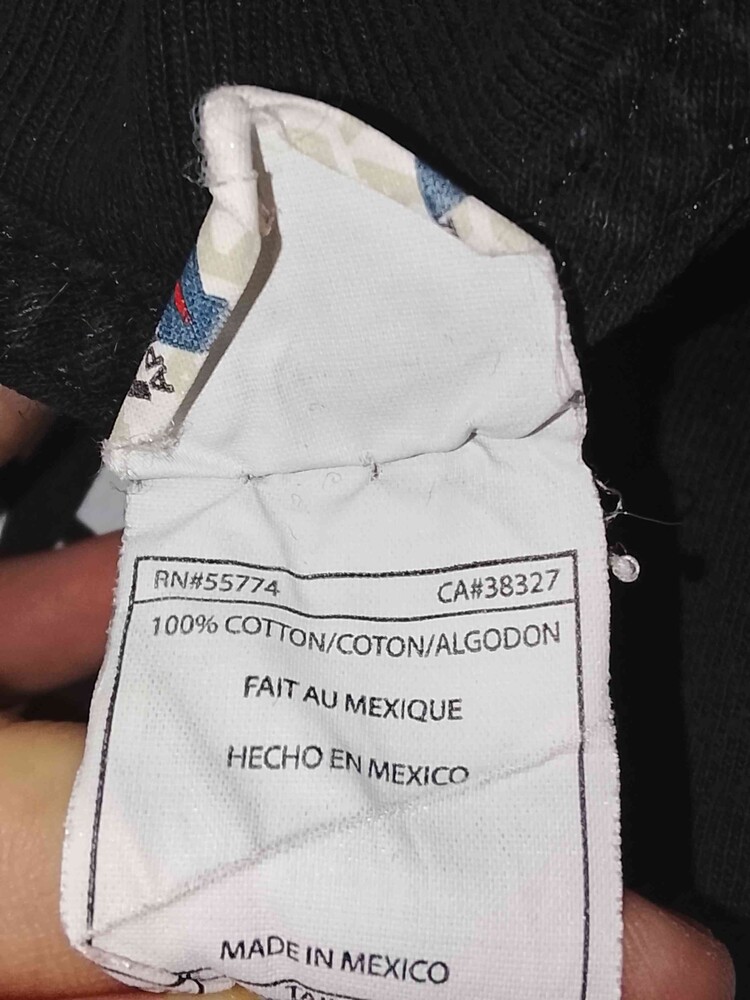 RN#55774 CA#38327
100% COTTON/COTON/ALGODON
FAIT AU MEXIQUE
HECHO EN MEXICO
MADE IN MEXICO